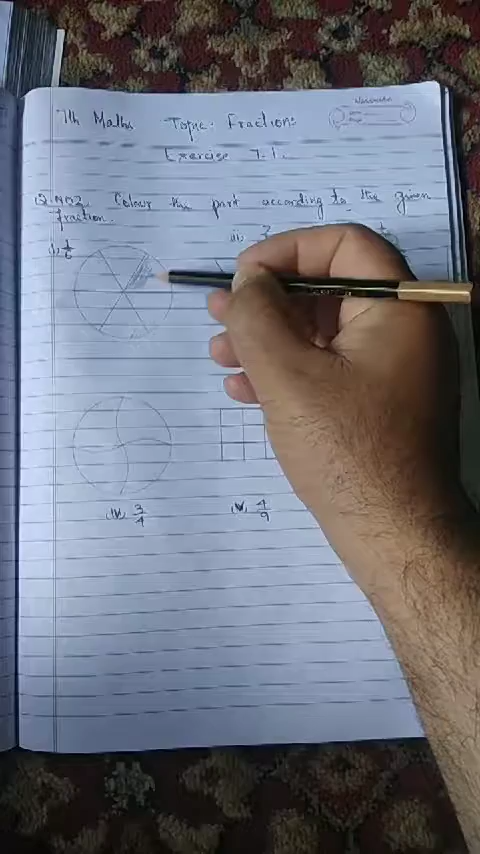 7th Maths Topic: Fractions
Exercise 7.1.
Q.No2. Colour the part according to the given
fraction.
(i) 1/6 iii)
(iv) 3/4 (v) 4/9